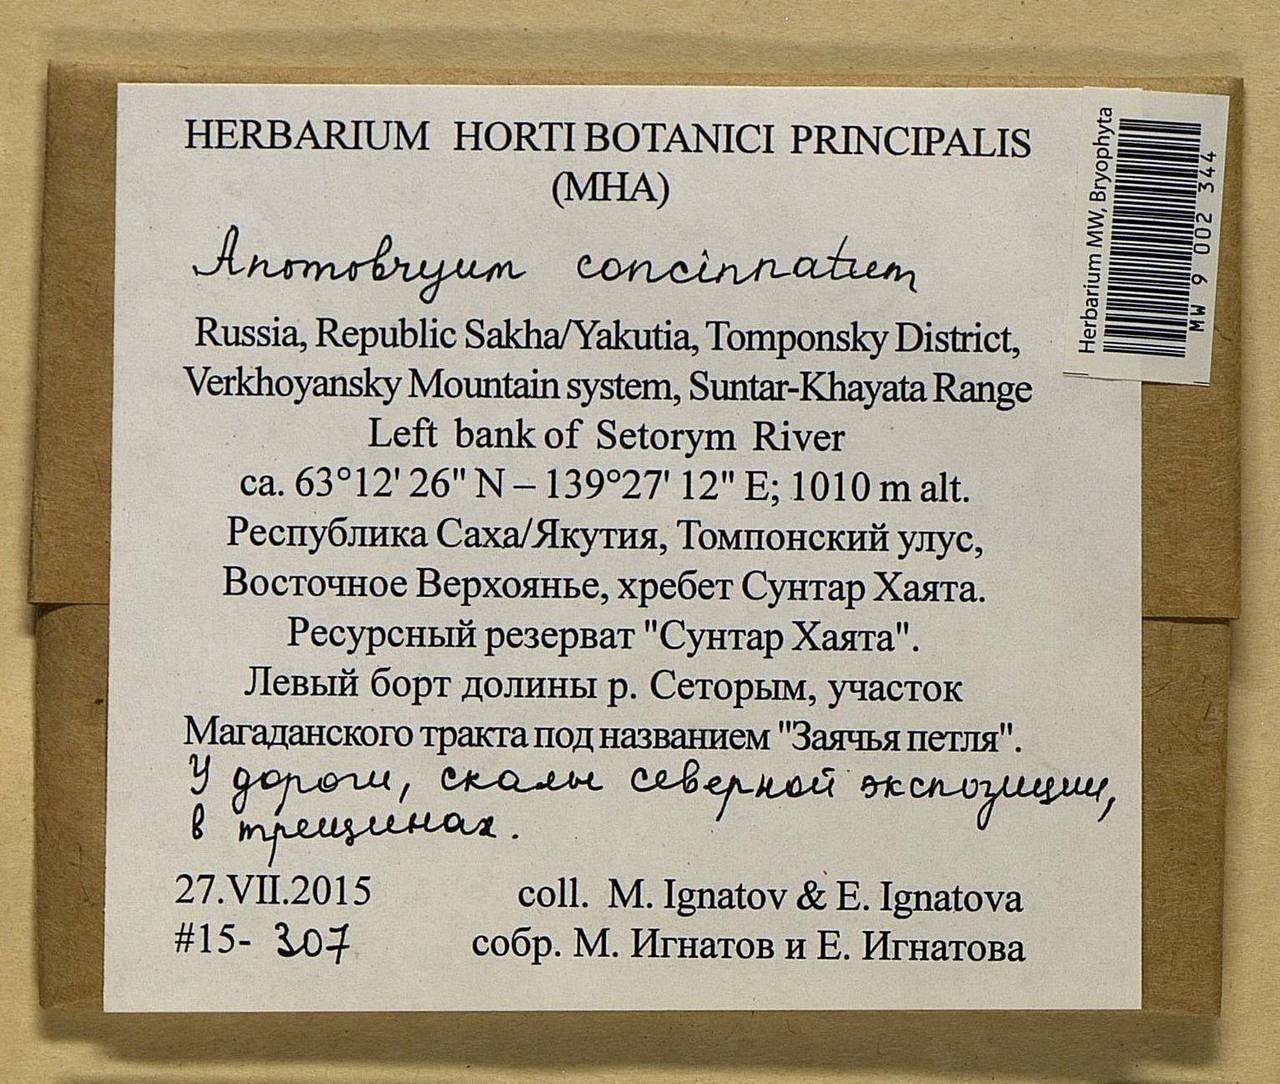 HERBARIUM HORTI BOTANICI PRINCIPALIS
(MHA)
Anomobryum concinnatum
Russia, Republic Sakha/Yakutia, Tomponsky District,
Verkhoyansky Mountain system, Suntar-Khayata Range
Left bank of Setorym River
ca. 63°12' 26" N – 139°27' 12" E; 1010 m alt.
Республика Саха/Якутия, Томпонский улус,
Восточное Верхоянье, хребет Сунтар Хаята.
Ресурсный резерват "Сунтар Хаята".
Левый борт долины р. Сеторым, участок
Магаданского тракта под названием "Заячья петля".
У дороги, скалы северной экспозиции,
в трещинах.
27.VII.2015 coll. M. Ignatov & E. Ignatova
#15- 307 собр. М. Игнатов и Е. Игнатова
Herbarium MW, Bryophyta
MW 9 002 344